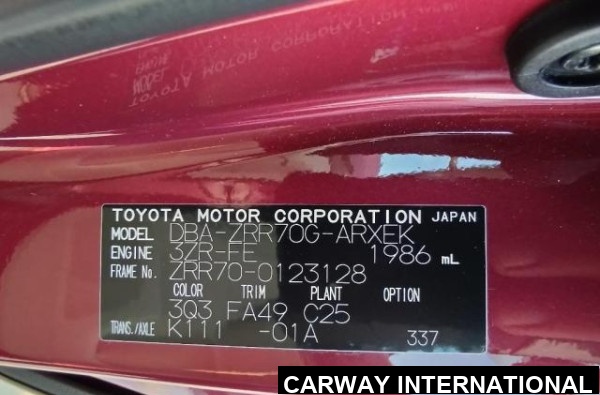 TOYOTA MOTOR CORPORATION JAPAN
MODEL DBA-ZRR70G-ARXEK
ENGINE 3ZR-FE 1986 mL
FRAME No. ZRR70-0123128
COLOR TRIM PLANT OPTION
3Q3 FA49 C25
TRANS./AXLE K111 -01A 337
CARWAY INTERNATIONAL